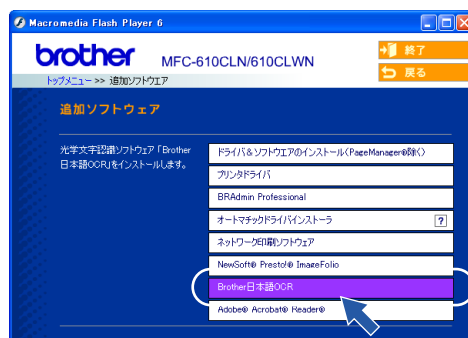 Macromedia Flash Player 6
brother
MFC-610CLN/610CLWN
終了
戻る
トップメニュー >> 追加ソフトウエア
追加ソフトウェア
光学文字認識ソフトウェア「Brother
日本語OCR」をインストールします。
ドライバ&ソフトウエアのインストール(PageManager®除く)
プリンタドライバ
BRAdmin Professional
オートマチックドライバインストーラ
?
ネットワーク印刷ソフトウェア
NewSoft® Presto!® ImageFolio
Brother日本語OCR
Adobe® Acrobat® Reader®